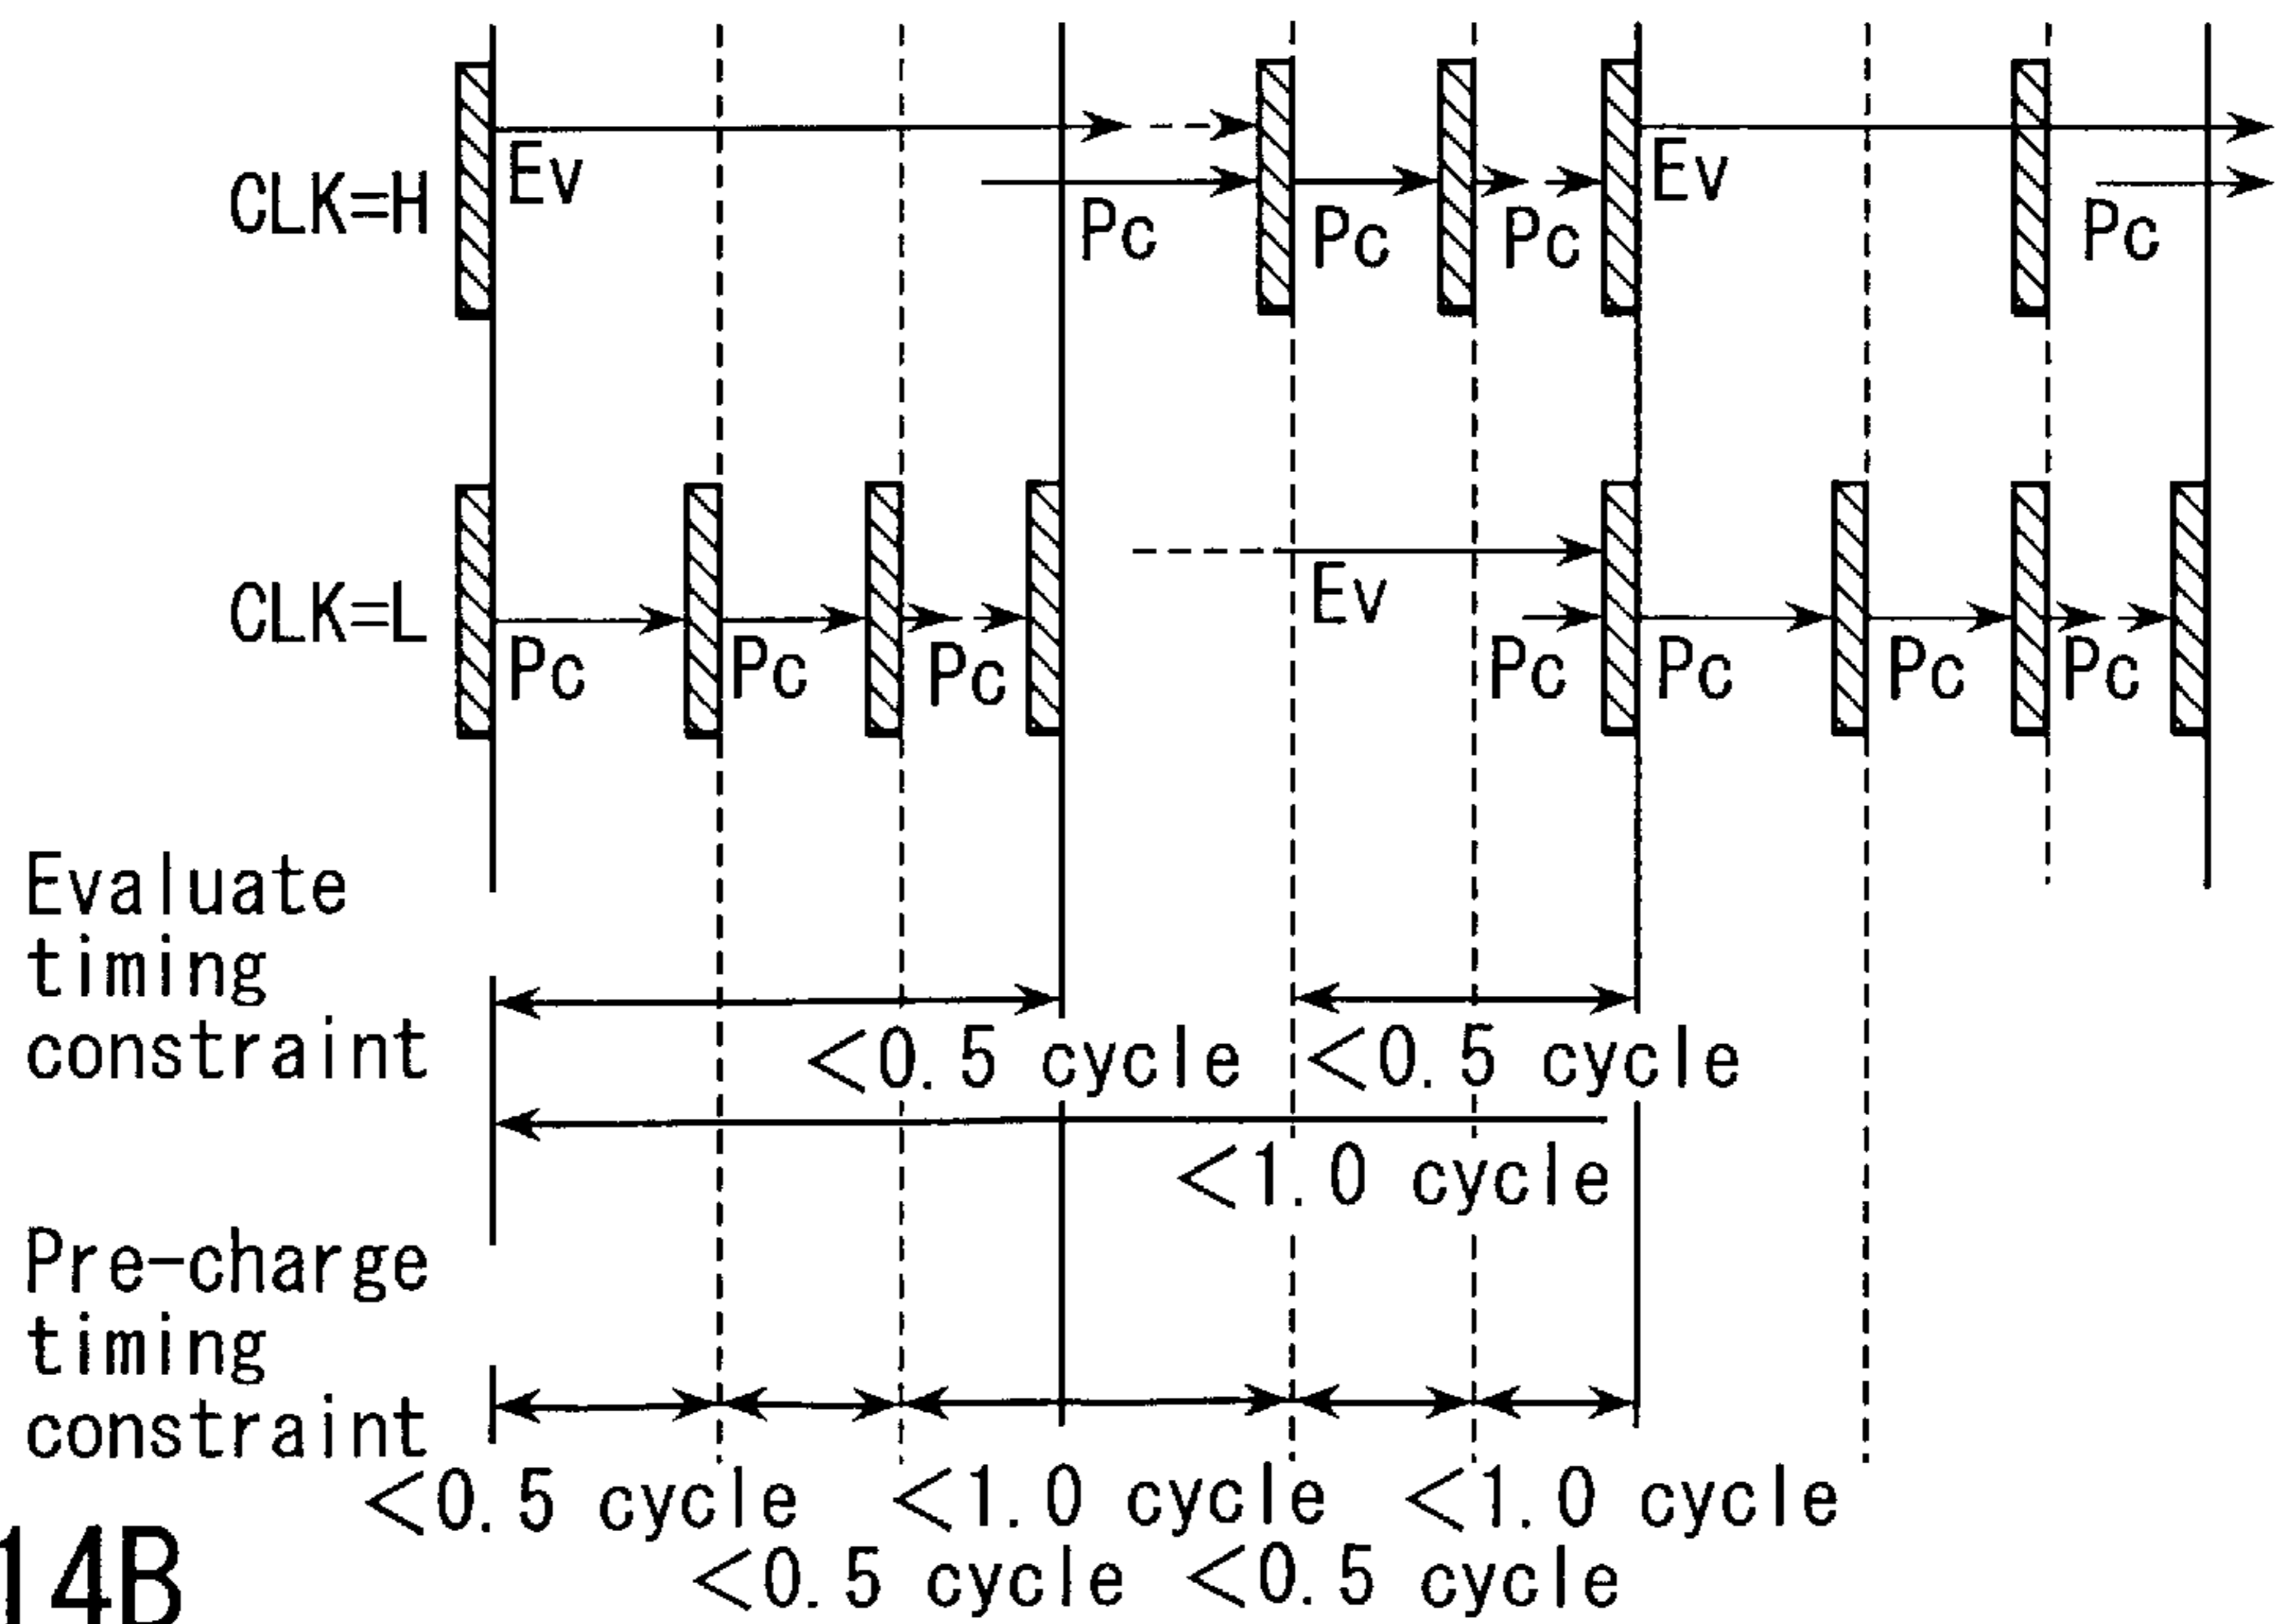 Ev
Ev
CLK=H
Pc
Pc
Pc
Pc
Ev
CLK=L
Pc
Pc
Pc
Pc
Pc
Pc
Pc
Evaluate
timing
constraint
<0.5 cycle
<0.5 cycle
<1.0 cycle
Pre-charge
timing
constraint
<0.5 cycle
<1.0 cycle
<1.0 cycle
<0.5 cycle
<0.5 cycle
14B